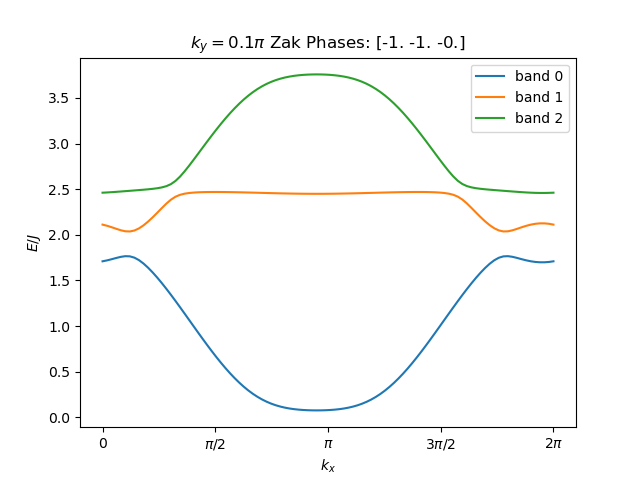 k_y = 0.1π Zak Phases: [-1. -1. -0.]
band 0
band 1
band 2
3.5
3.0
2.5
2.0
1.5
1.0
0.5
0.0
E/J
0 π/2 π 3π/2 2π
k_x